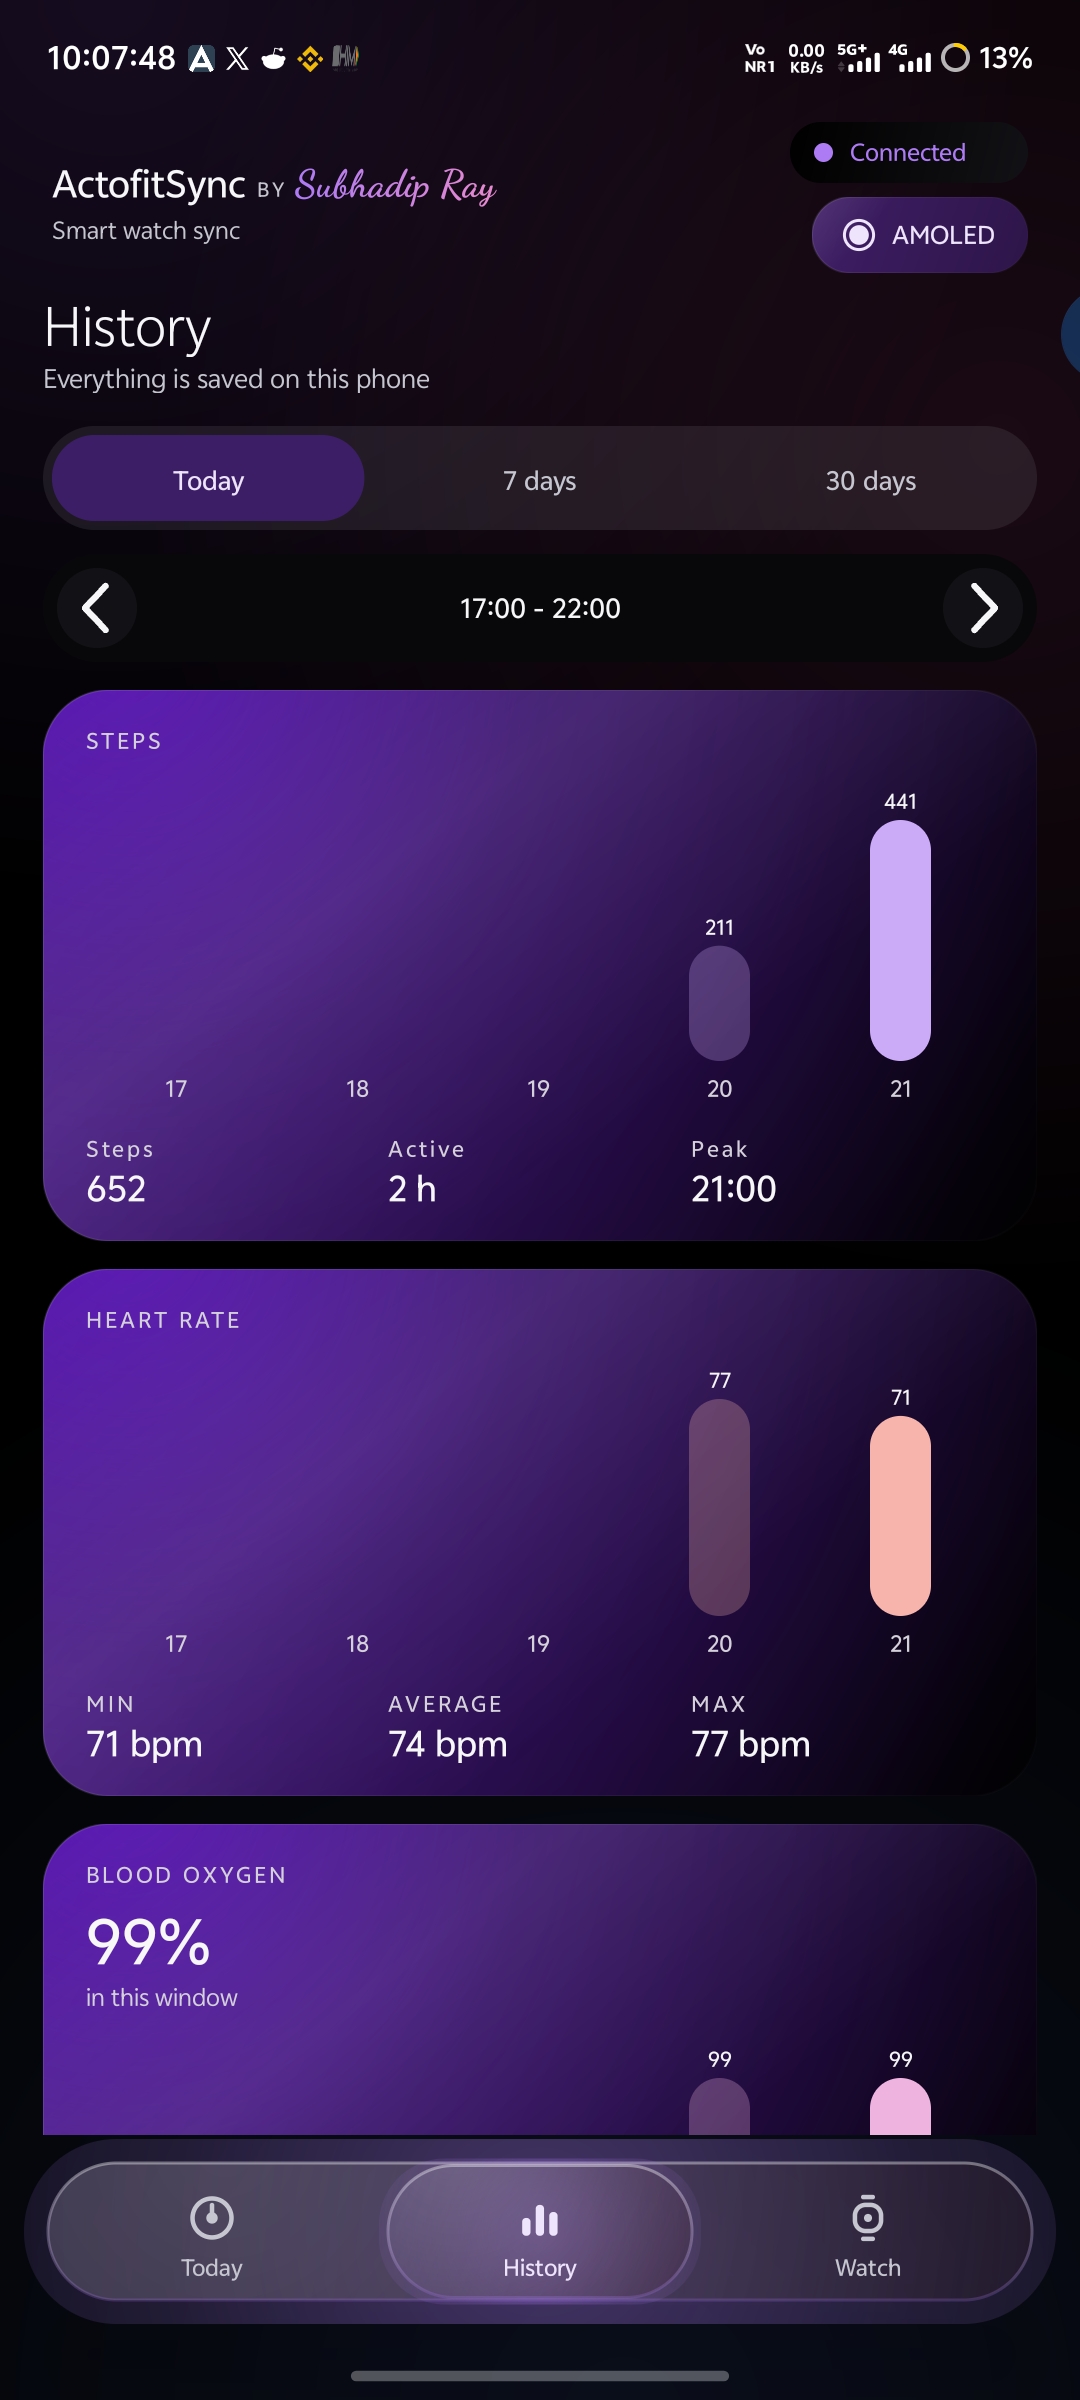 10:07:48
Vo NR1 0.00 KB/s 5G+ 4G 13%
Connected
ActofitSync BY Subhadip Ray
Smart watch sync
AMOLED
History
Everything is saved on this phone
Today 7 days 30 days
17:00 - 22:00
STEPS
441
211
17 18 19 20 21
Steps Active Peak
652 2 h 21:00
HEART RATE
77
71
17 18 19 20 21
MIN AVERAGE MAX
71 bpm 74 bpm 77 bpm
BLOOD OXYGEN
99%
in this window
99 99
Today History Watch